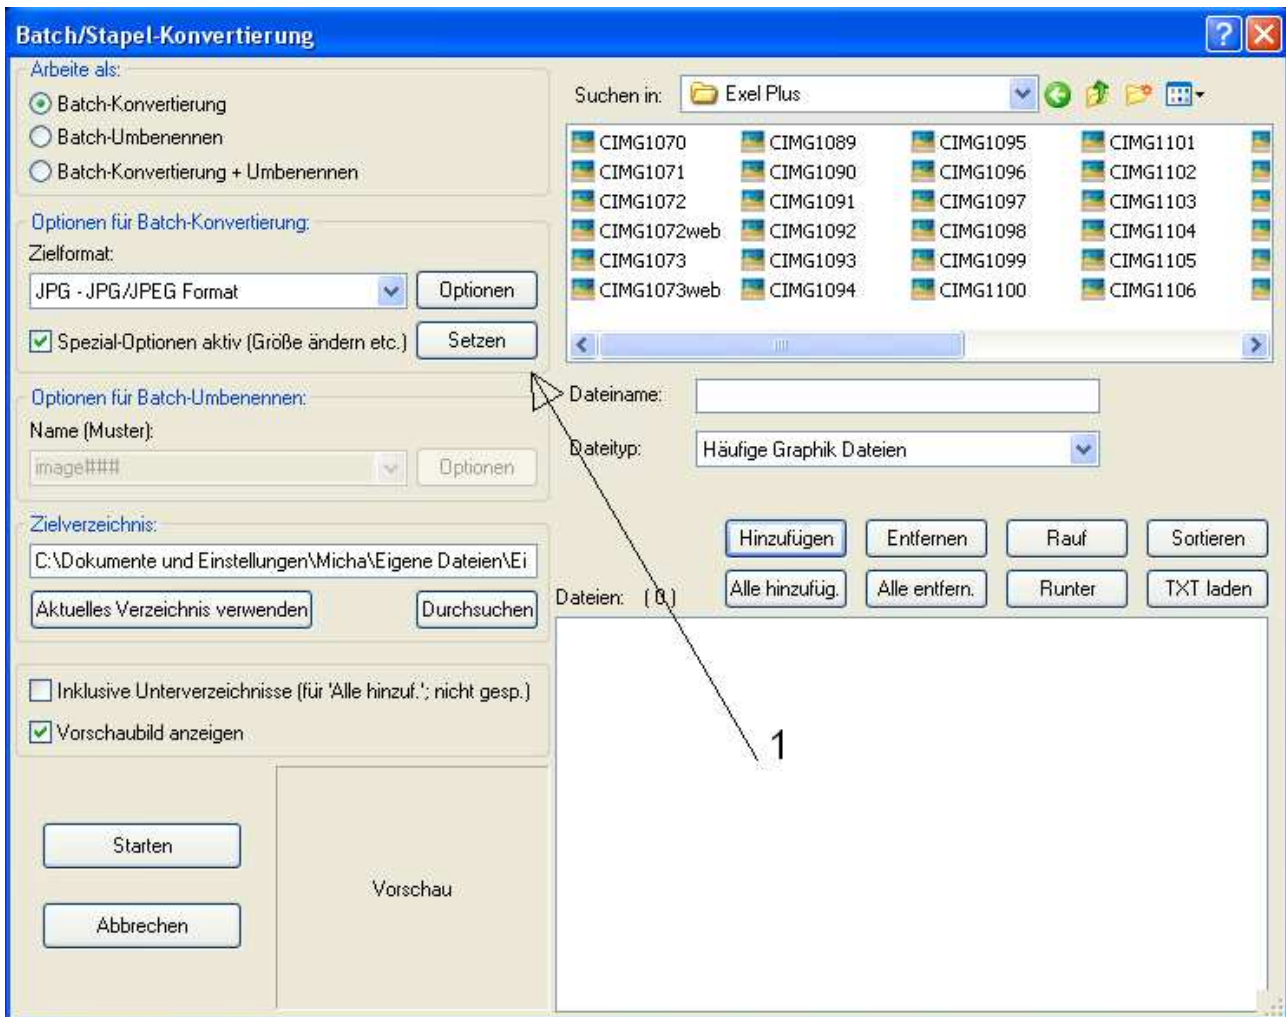 Batch/Stapel-Konvertierung
Arbeite als:
Batch-Konvertierung
Batch-Umbenennen
Batch-Konvertierung + Umbenennen
Optionen für Batch-Konvertierung:
Zielformat:
JPG - JPG/JPEG Format
Optionen
Spezial-Optionen aktiv (Größe ändern etc.)
Setzen
Optionen für Batch-Umbenennen:
Name (Muster):
image###
Optionen
Zielverzeichnis:
C:\Dokumente und Einstellungen\Micha\Eigene Dateien\Ei
Aktuelles Verzeichnis verwenden
Durchsuchen
Inklusive Unterverzeichnisse (für 'Alle hinzuf.'; nicht gesp.)
Vorschaubild anzeigen
Starten
Abbrechen
Vorschau
Suchen in:
Exel Plus
CIMG1070
CIMG1071
CIMG1072
CIMG1072web
CIMG1073
CIMG1073web
CIMG1089
CIMG1090
CIMG1091
CIMG1092
CIMG1093
CIMG1094
CIMG1095
CIMG1096
CIMG1097
CIMG1098
CIMG1099
CIMG1100
CIMG1101
CIMG1102
CIMG1103
CIMG1104
CIMG1105
CIMG1106
Dateiname:
Dateityp:
Häufige Graphik Dateien
Hinzufügen
Entfernen
Rauf
Sortieren
Dateien: ( 0 )
Alle hinzufüg.
Alle entfern.
Runter
TXT laden
1